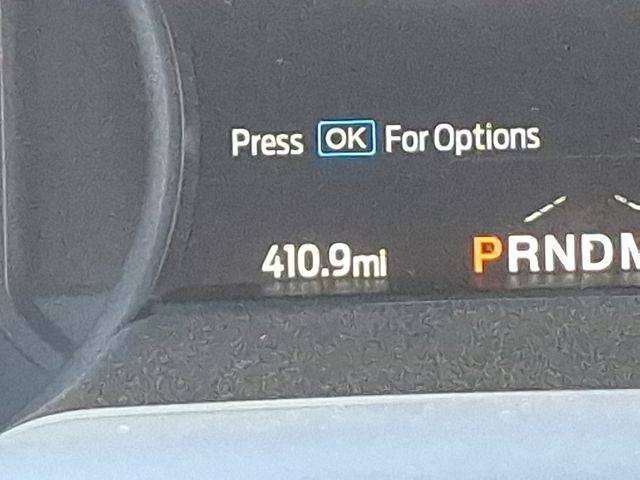 Press OK For Options
410.9mi PRNDM